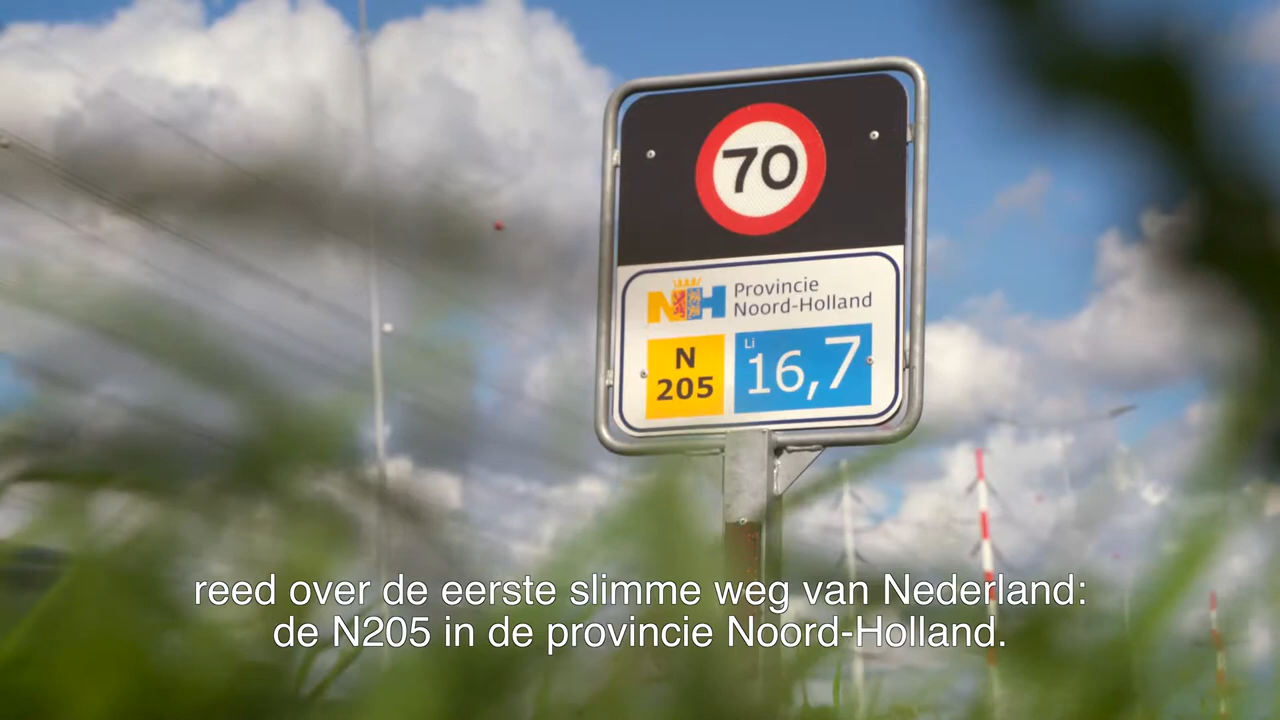 70
NH Provincie
Noord-Holland
N
205
Li
16,7
reed over de eerste slimme weg van Nederland:
de N205 in de provincie Noord-Holland.